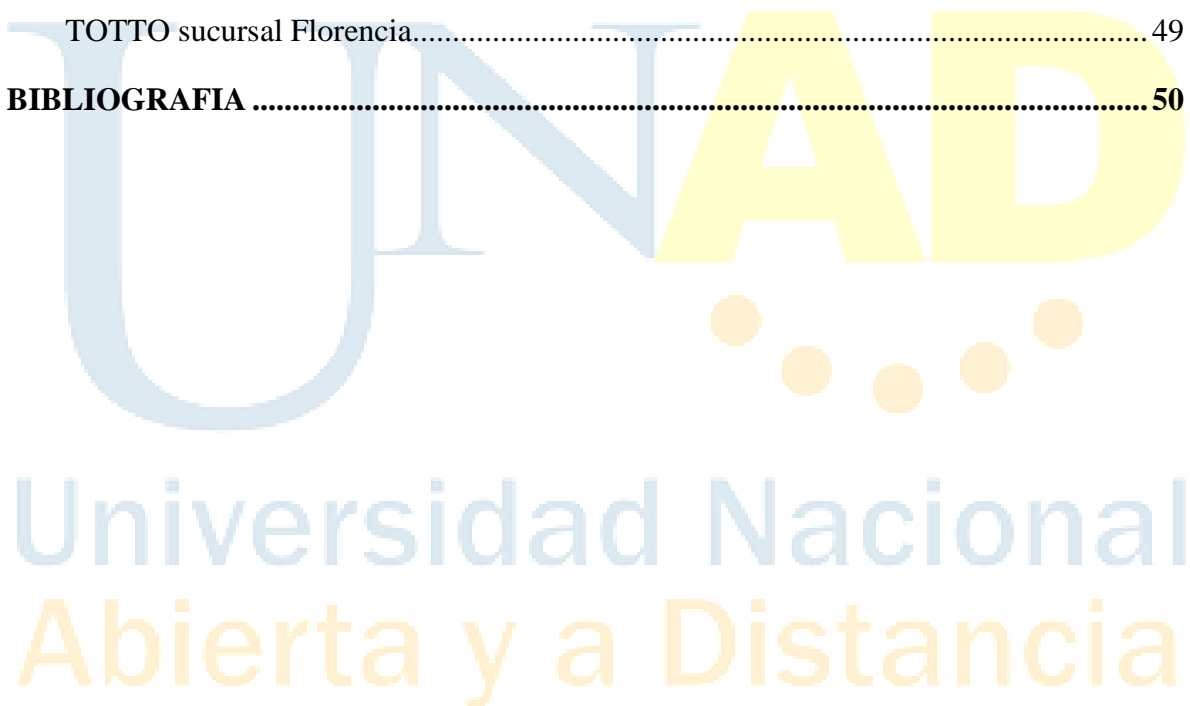 TOTTO sucursal Florencia.......................................................................................... 49
BIBLIOGRAFIA ............................................................................................... 50
UNAD
Universidad Nacional
Abierta y a Distancia